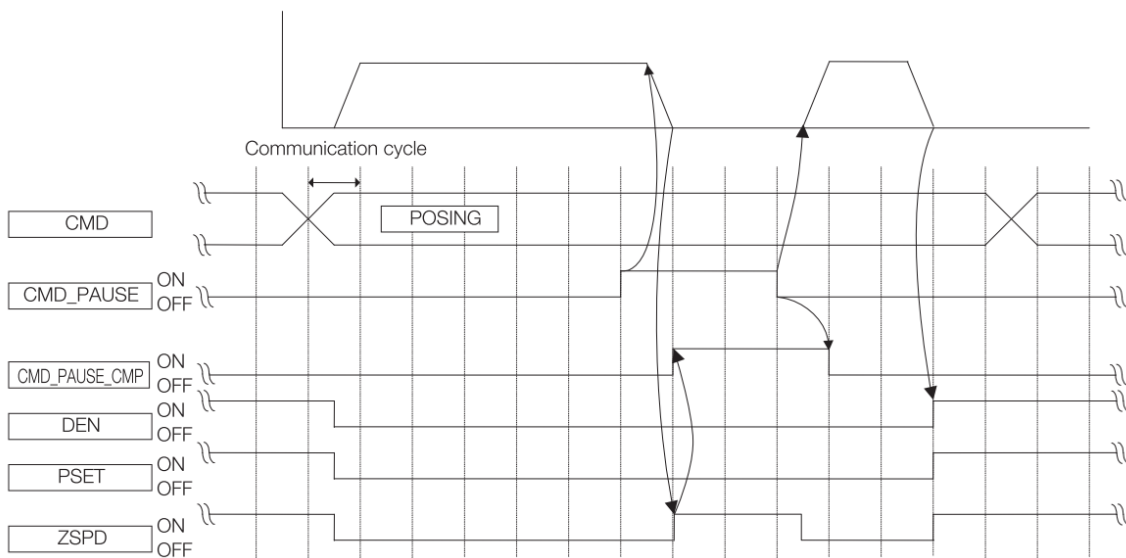 Communication cycle
CMD
POSING
CMD_PAUSE
ON
OFF
CMD_PAUSE_CMP
ON
OFF
DEN
ON
OFF
PSET
ON
OFF
ZSPD
ON
OFF